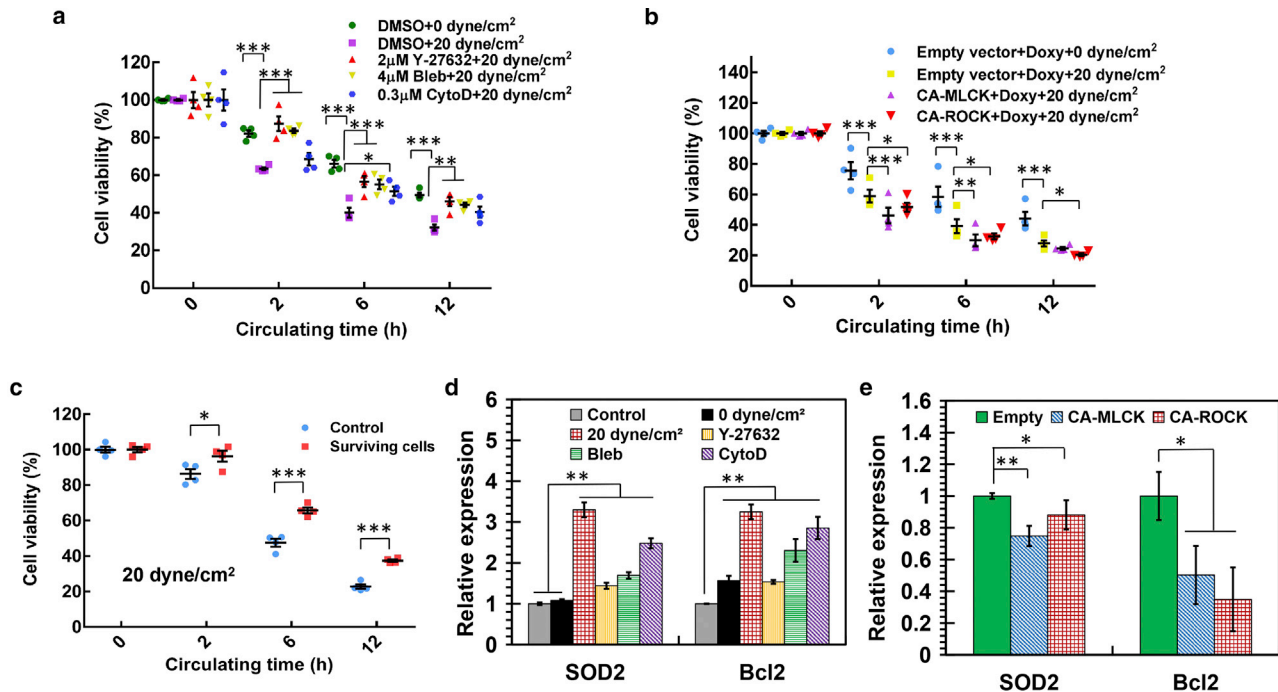 a
DMSO+0 dyne/cm²
DMSO+20 dyne/cm²
2μM Y-27632+20 dyne/cm²
4μM Bleb+20 dyne/cm²
0.3μM CytoD+20 dyne/cm²
***
***
***
***
*
***
**
120
100
80
60
40
20
0
Cell viability (%)
0
2
6
12
Circulating time (h)
b
Empty vector+Doxy+0 dyne/cm²
Empty vector+Doxy+20 dyne/cm²
CA-MLCK+Doxy+20 dyne/cm²
CA-ROCK+Doxy+20 dyne/cm²
***
*
***
***
*
**
***
*
140
120
100
80
60
40
20
0
Cell viability (%)
0
2
6
12
Circulating time (h)
c
Control
Surviving cells
*
***
***
120
100
80
60
40
20
0
Cell viability (%)
20 dyne/cm²
0
2
6
12
Circulating time (h)
d
Control
0 dyne/cm²
20 dyne/cm²
Y-27632
Bleb
CytoD
**
**
6
5
4
3
2
1
0
Relative expression
SOD2
Bcl2
e
Empty
CA-MLCK
CA-ROCK
*
**
*
1.6
1.4
1.2
1
0.8
0.6
0.4
0.2
0
Relative expression
SOD2
Bcl2